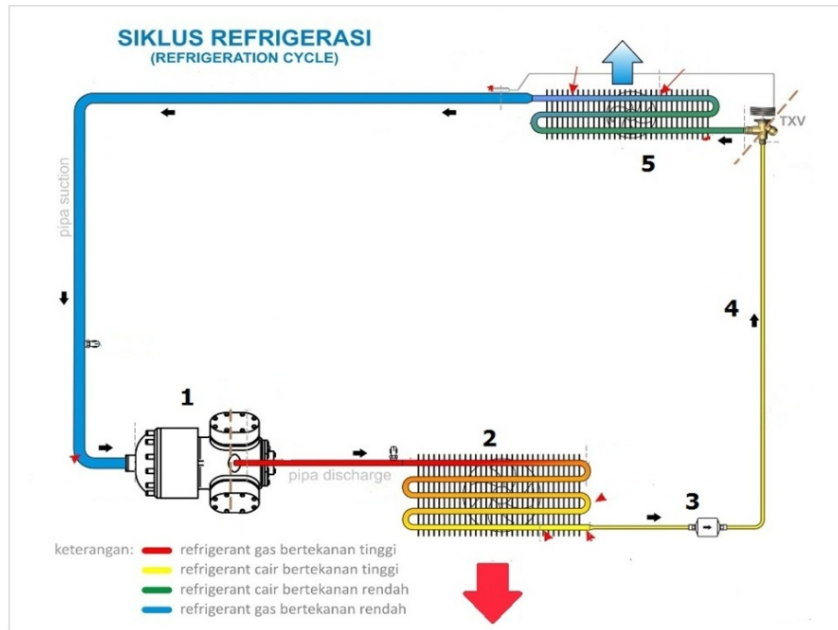 SIKLUS REFRIGERASI
(REFRIGERATION CYCLE)
TXV
5
pipa suction
4
1
2
pipa discharge
3
keterangan:
refrigerant gas bertekanan tinggi
refrigerant cair bertekanan tinggi
refrigerant cair bertekanan rendah
refrigerant gas bertekanan rendah